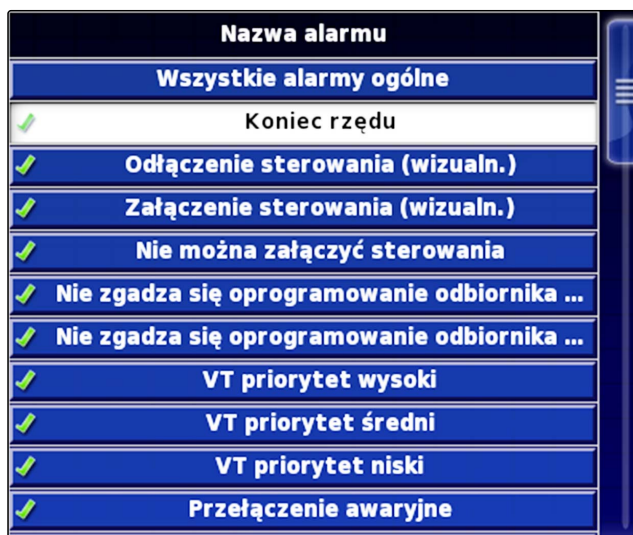 Nazwa alarmu
Wszystkie alarmy ogólne
Koniec rzędu
Odłączenie sterowania (wizualn.)
Załączenie sterowania (wizualn.)
Nie można załączyć sterowania
Nie zgadza się oprogramowanie odbiornika ...
Nie zgadza się oprogramowanie odbiornika ...
VT priorytet wysoki
VT priorytet średni
VT priorytet niski
Przełączenie awaryjne